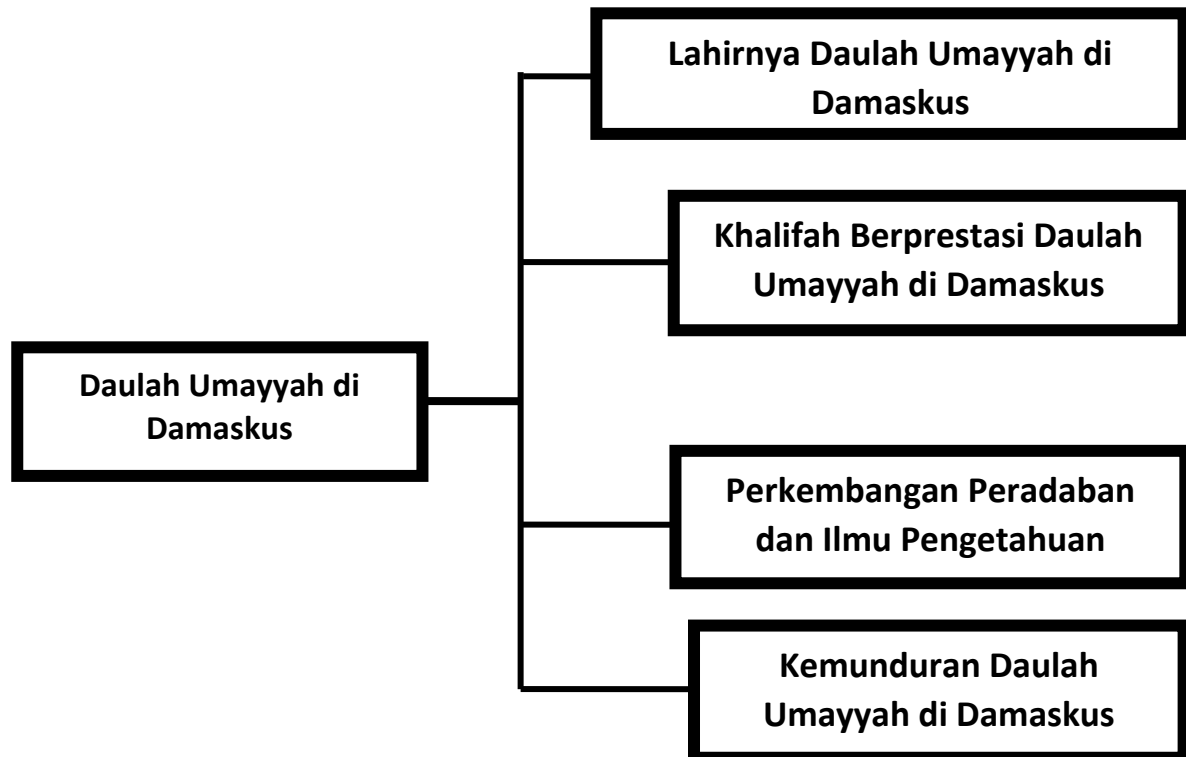 Lahirnya Daulah Umayyah di
Damaskus
Khalifah Berprestasi Daulah
Umayyah di Damaskus
Daulah Umayyah di
Damaskus
Perkembangan Peradaban
dan Ilmu Pengetahuan
Kemunduran Daulah
Umayyah di Damaskus